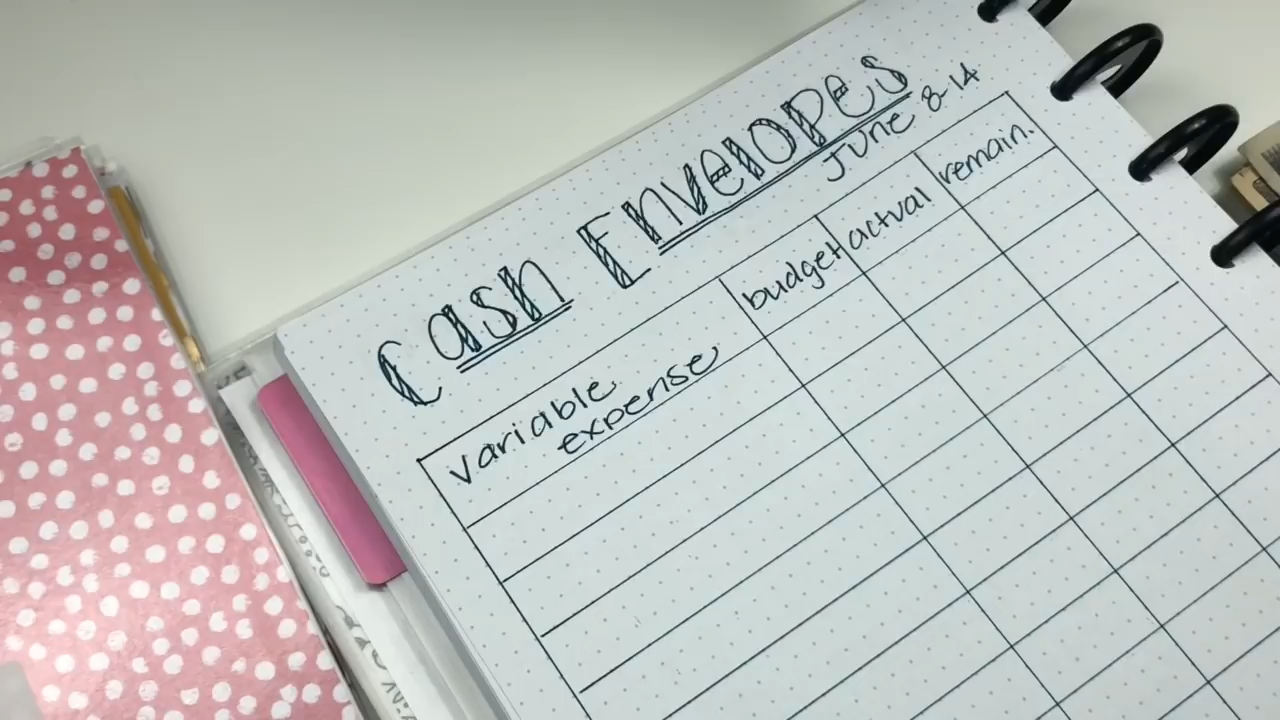 Cash Envelopes
June 8-14
variable expense budget actual remain.